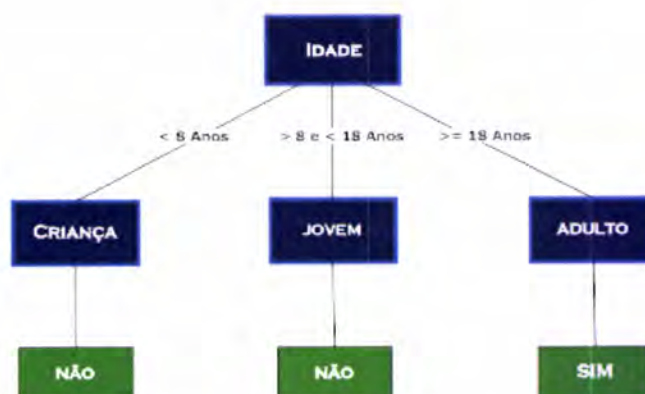 IDADE
< 8 Anos
> 8 e < 18 Anos
>= 18 Anos
CRIANÇA
JOVEM
ADULTO
NÃO
NÃO
SIM